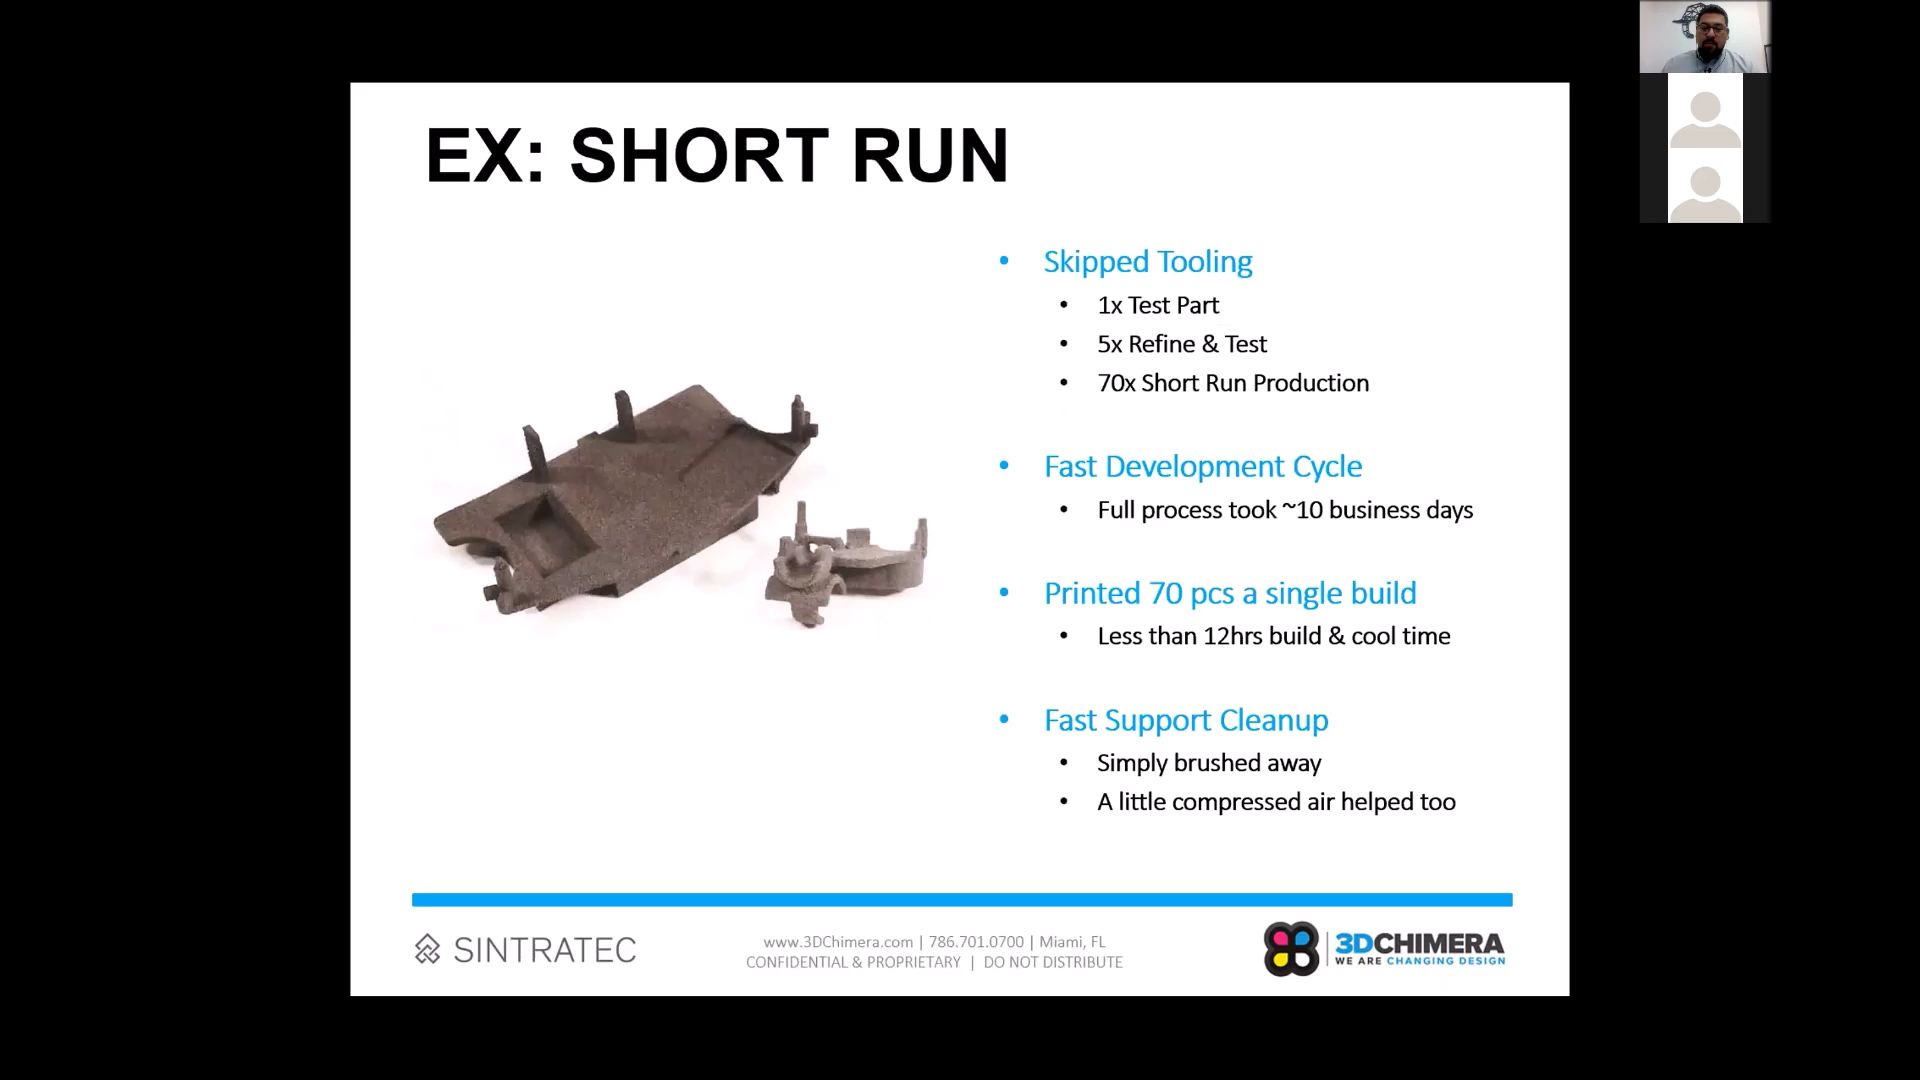 EX: SHORT RUN
• Skipped Tooling
• 1x Test Part
• 5x Refine & Test
• 70x Short Run Production
• Fast Development Cycle
• Full process took ~10 business days
• Printed 70 pcs a single build
• Less than 12hrs build & cool time
• Fast Support Cleanup
• Simply brushed away
• A little compressed air helped too
SINTRATEC
www.3DChimera.com | 786.701.0700 | Miami, FL
CONFIDENTIAL & PROPRIETARY | DO NOT DISTRIBUTE
3DCHIMERA
WE ARE CHANGING DESIGN